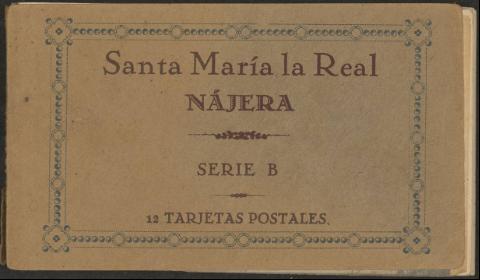 Santa María la Real
NÁJERA
SERIE B
12 TARJETAS POSTALES.